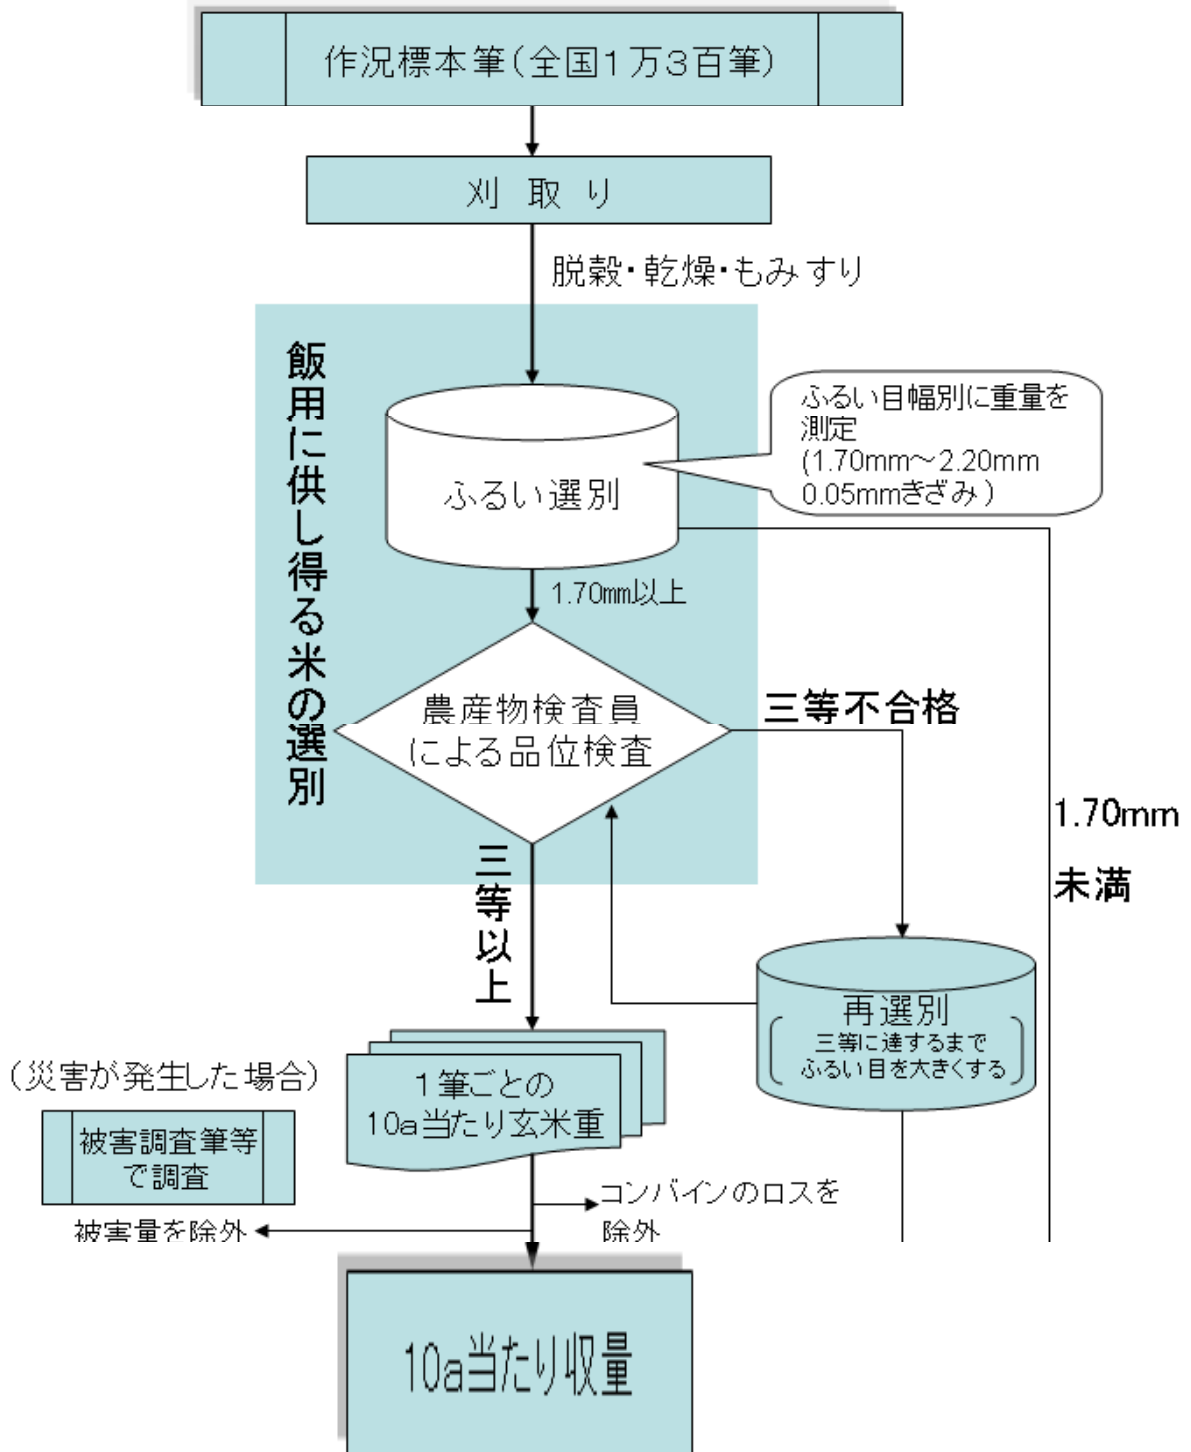 作況標本筆(全国１万３百筆)
刈 取 り
脱穀・乾燥・もみすり
飯用に供し得る米の選別
ふるい目幅別に重量を
測定
(1.70mm～2.20mm
0.05mmきざみ)
ふるい選別
1.70mm以上
農産物検査員
による品位検査
三等不合格
1.70mm
未満
三等以上
再選別
三等に達するまで
ふるい目を大きくする
(災害が発生した場合)
１筆ごとの
10a当たり玄米重
被害調査筆等
で調査
コンバインのロスを
除外
被害量を除外
10a当たり収量